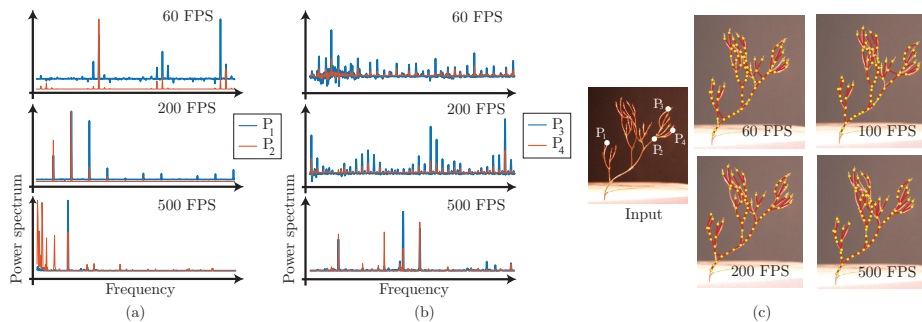 60 FPS
200 FPS
P1
P2
500 FPS
Power spectrum
Frequency
(a)
60 FPS
200 FPS
P3
P4
500 FPS
Power spectrum
Frequency
(b)
P1
P3
P4
P2
Input
60 FPS
100 FPS
200 FPS
500 FPS
(c)